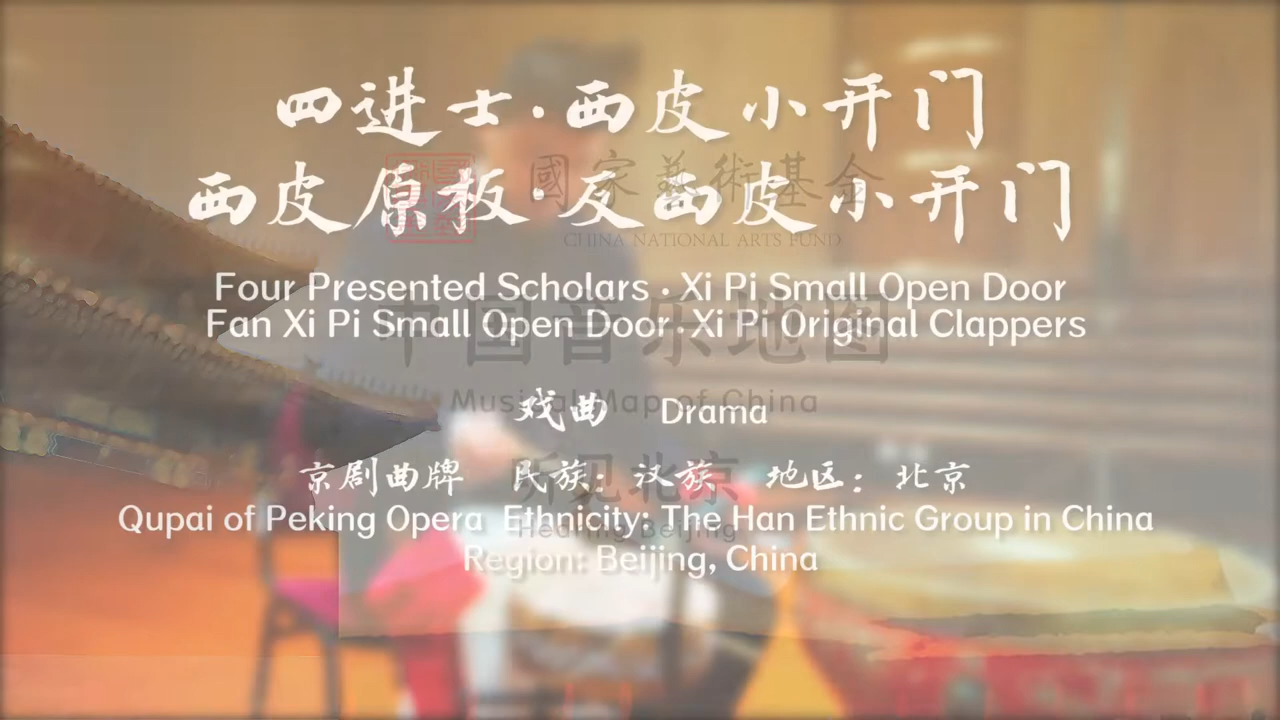 四进士·西皮小开门
國家藝術基金
西皮原板·反西皮小开门
CHINA NATIONAL ARTS FUND
Four Presented Scholars · Xi Pi Small Open Door
Fan Xi Pi Small Open Door · Xi Pi Original Clappers
中国音乐地图
Musical Map of China
戏曲 Drama
听见北京
京剧曲牌 民族：汉族 地区：北京
Qupai of Peking Opera Ethnicity: The Han Ethnic Group in China
Hearing Beijing
Region: Beijing, China